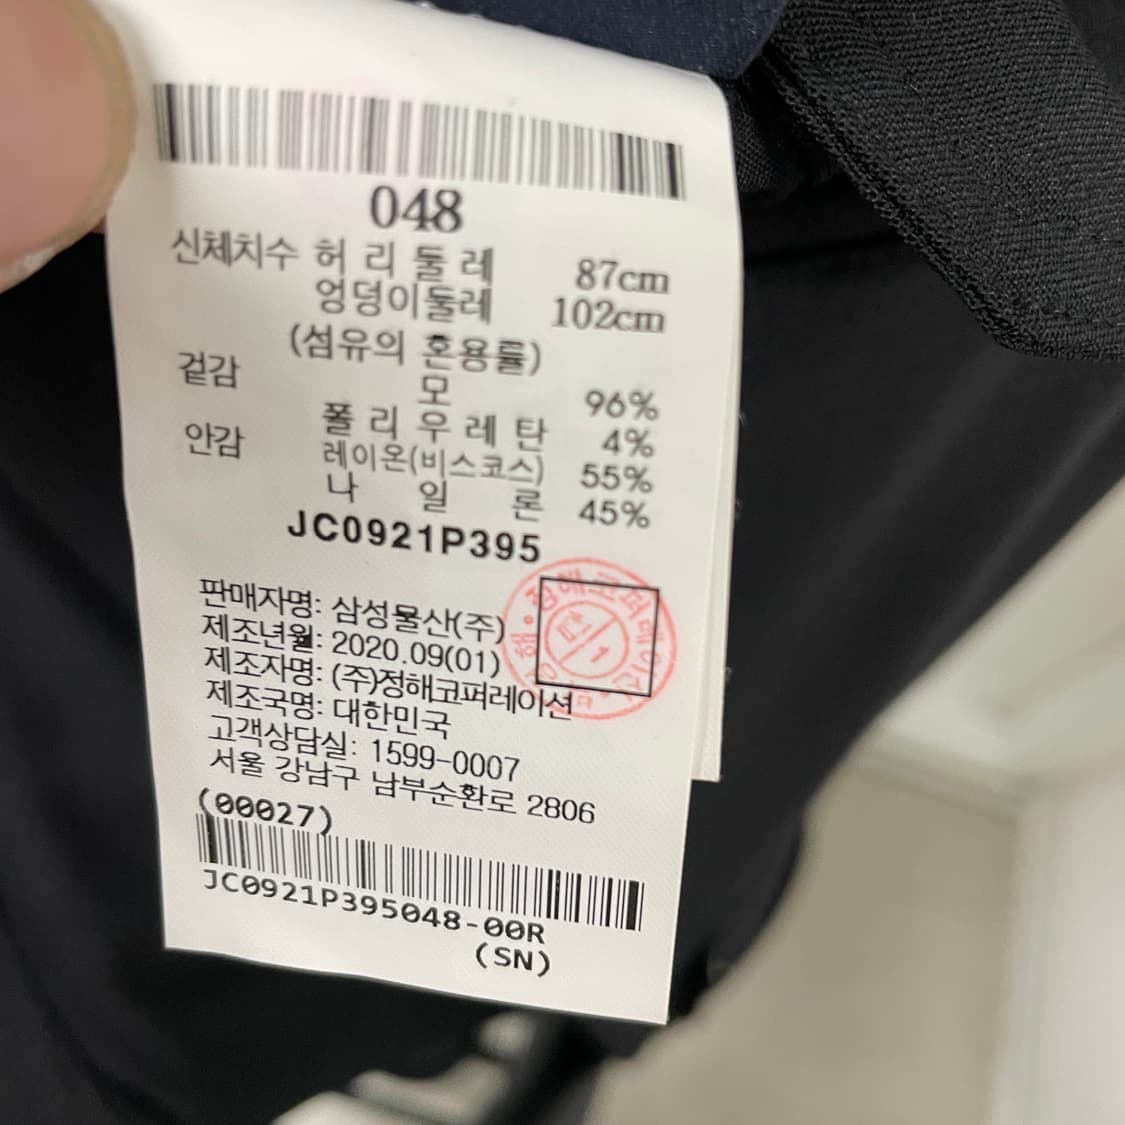 048
신체치수 허 리 둘 레 87cm
엉덩이둘레 102cm
(섬유의 혼용률)
겉감 모 96%
폴 리 우 레 탄 4%
안감 레이온(비스코스) 55%
나 일 론 45%
JC0921P395
판매자명: 삼성물산(주)
제조년월: 2020.09(01)
제조자명: (주)정해코퍼레이션
제조국명: 대한민국
고객상담실: 1599-0007
서울 강남구 남부순환로 2806
(00027)
JC0921P395048-00R
(SN)